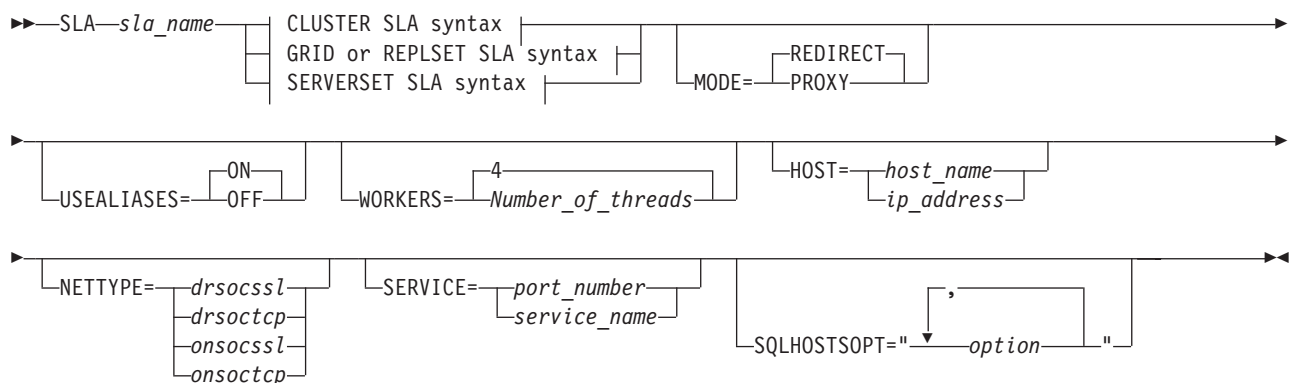 SLA sla_name CLUSTER SLA syntax
GRID or REPLSET SLA syntax
SERVERSET SLA syntax
MODE= REDIRECT
PROXY
USEALIASES= ON
OFF
WORKERS= 4
Number_of_threads
HOST= host_name
ip_address
NETTYPE= drsocssl
drsoctcp
onsocssl
onsoctcp
SERVICE= port_number
service_name
SQLHOSTSOPT=" , option "